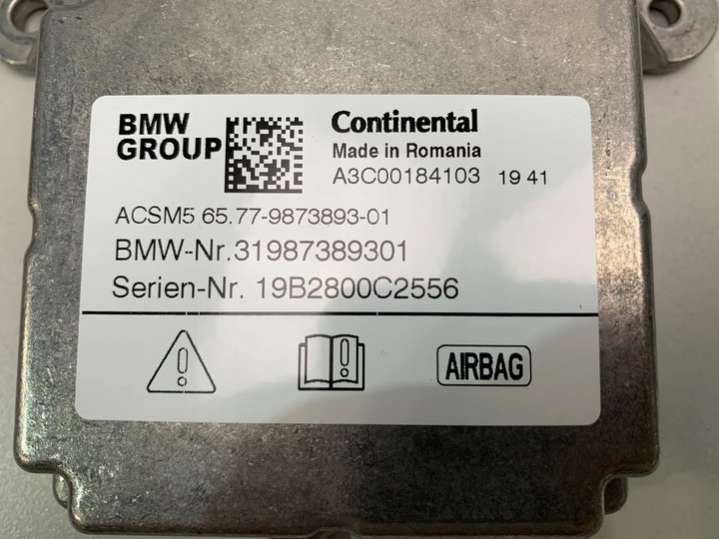 BMW
GROUP
Continental
Made in Romania
A3C00184103 19 41
ACSM5 65.77-9873893-01
BMW-Nr.31987389301
Serien-Nr. 19B2800C2556
AIRBAG